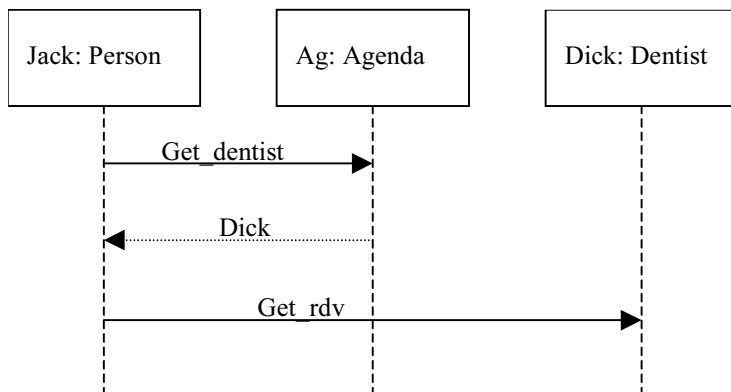 Jack: Person
Ag: Agenda
Dick: Dentist
Get_dentist
Dick
Get_rdv